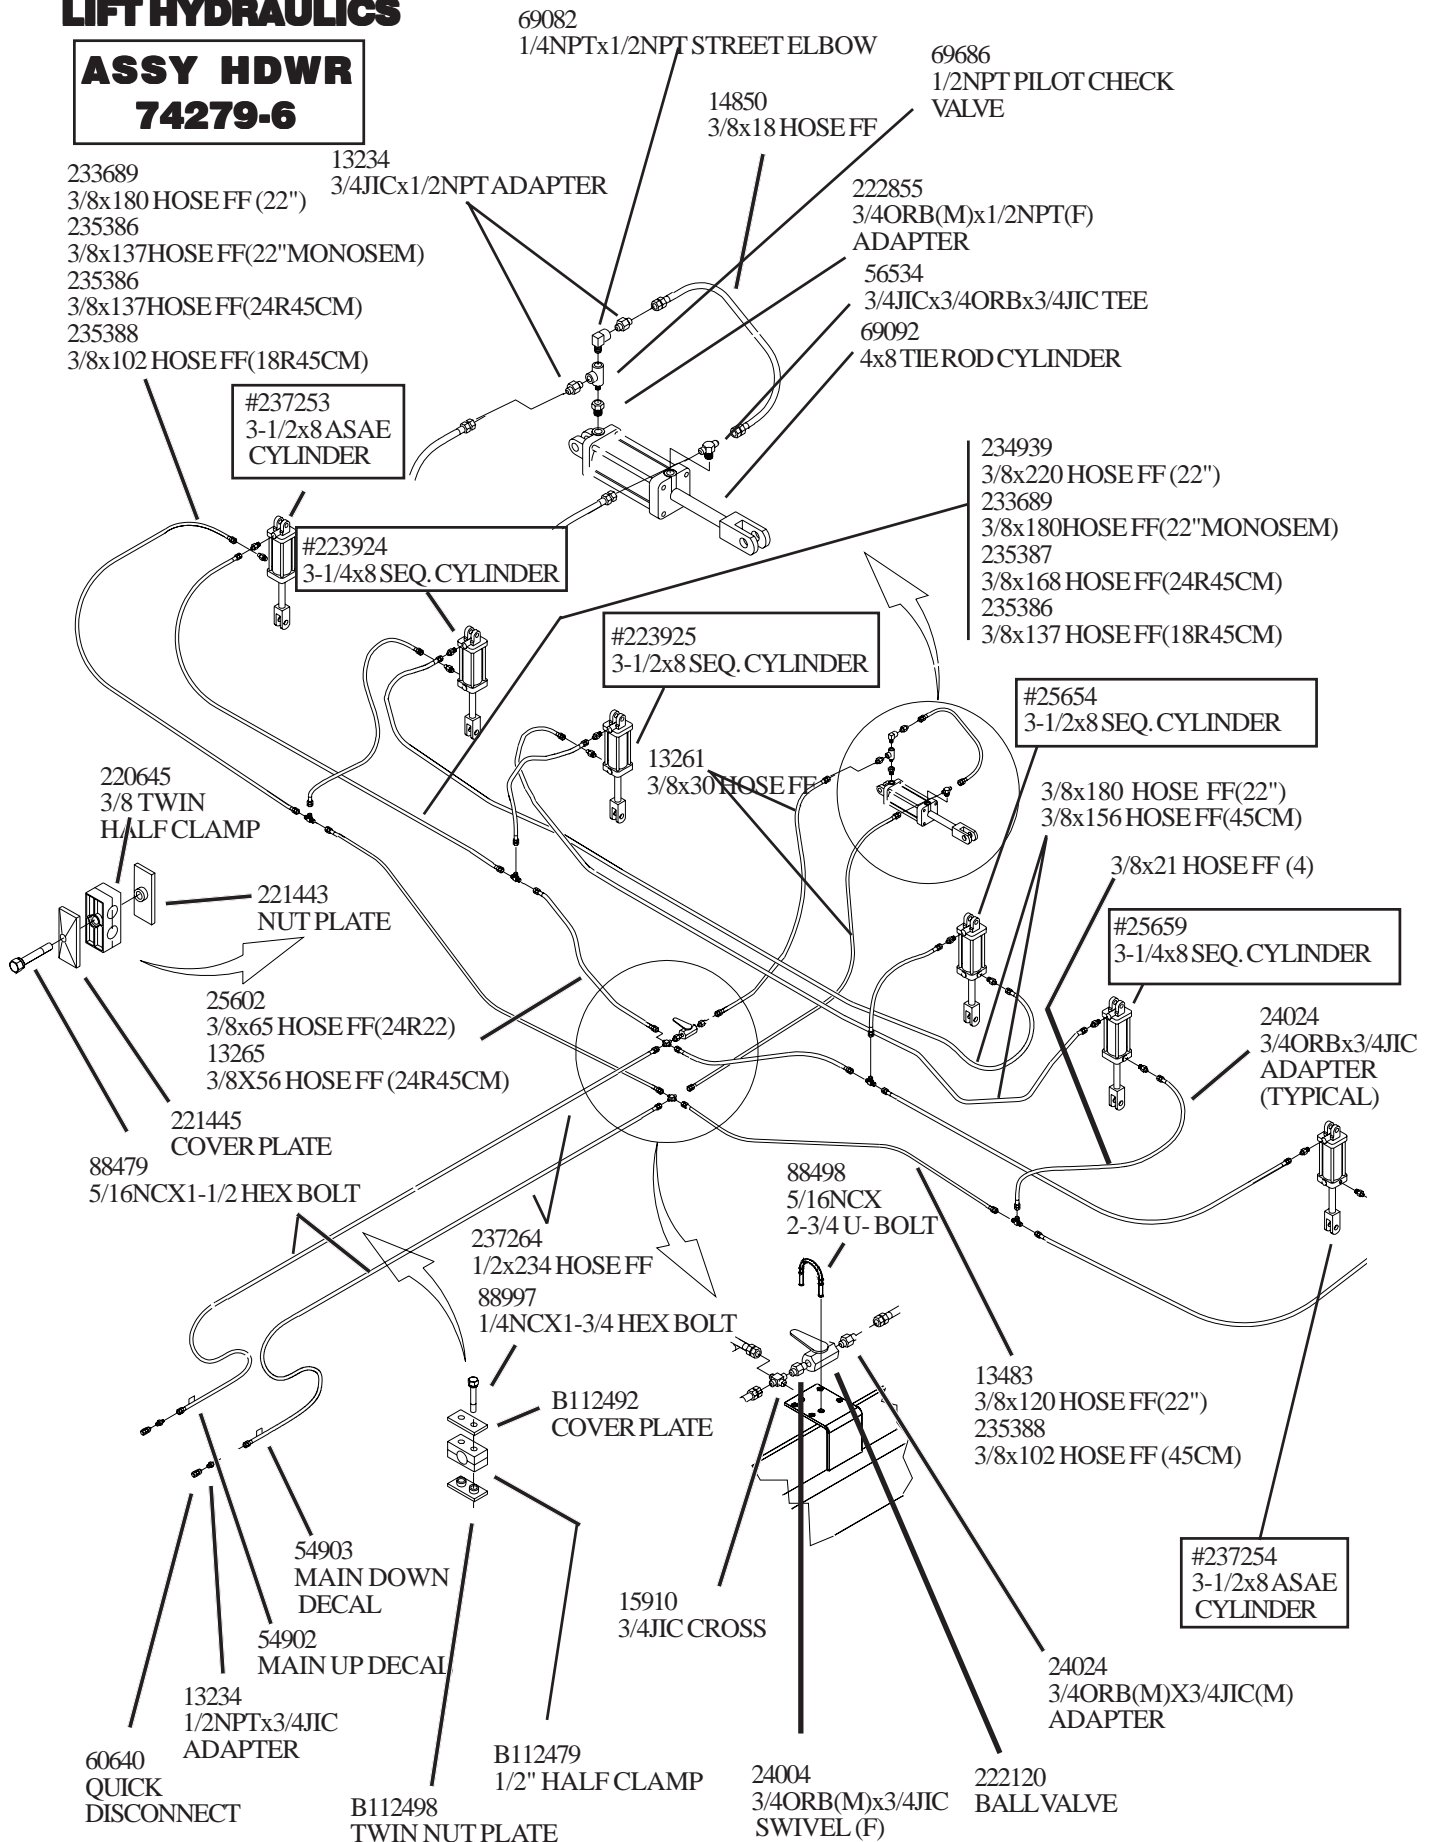 LIFT HYDRAULICS
ASSY HDWR
74279-6
69082
1/4NPTx1/2NPT STREET ELBOW
69686
1/2NPT PILOT CHECK
VALVE
14850
3/8x18 HOSE FF
13234
3/4JICx1/2NPT ADAPTER
233689
3/8x180 HOSE FF (22")
235386
3/8x137HOSE FF(22"MONOSEM)
235386
3/8x137HOSE FF(24R45CM)
235388
3/8x102 HOSE FF(18R45CM)
222855
3/4ORB(M)x1/2NPT(F)
ADAPTER
56534
3/4JICx3/4ORBx3/4JIC TEE
69092
4x8 TIE ROD CYLINDER
#237253
3-1/2x8 ASAE
CYLINDER
234939
3/8x220 HOSE FF (22")
233689
3/8x180HOSE FF(22"MONOSEM)
235387
3/8x168 HOSE FF(24R45CM)
235386
3/8x137 HOSE FF(18R45CM)
#223924
3-1/4x8 SEQ. CYLINDER
#223925
3-1/2x8 SEQ. CYLINDER
#25654
3-1/2x8 SEQ. CYLINDER
13261
3/8x30 HOSE FF
220645
3/8 TWIN
HALF CLAMP
3/8x180 HOSE FF(22")
3/8x156 HOSE FF(45CM)
3/8x21 HOSE FF (4)
221443
NUT PLATE
#25659
3-1/4x8 SEQ. CYLINDER
25602
3/8x65 HOSE FF(24R22)
13265
3/8X56 HOSE FF (24R45CM)
24024
3/4ORBx3/4JIC
ADAPTER
(TYPICAL)
221445
COVER PLATE
88479
5/16NCX1-1/2 HEX BOLT
88498
5/16NCX
2-3/4 U- BOLT
237264
1/2x234 HOSE FF
88997
1/4NCX1-3/4 HEX BOLT
B112492
COVER PLATE
13483
3/8x120 HOSE FF(22")
235388
3/8x102 HOSE FF (45CM)
54903
MAIN DOWN
DECAL
#237254
3-1/2x8 ASAE
CYLINDER
15910
3/4JIC CROSS
54902
MAIN UP DECAL
24024
3/4ORB(M)X3/4JIC(M)
ADAPTER
13234
1/2NPTx3/4JIC
ADAPTER
60640
QUICK
DISCONNECT
B112479
1/2" HALF CLAMP
24004
3/4ORB(M)x3/4JIC
SWIVEL (F)
222120
BALL VALVE
B112498
TWIN NUT PLATE